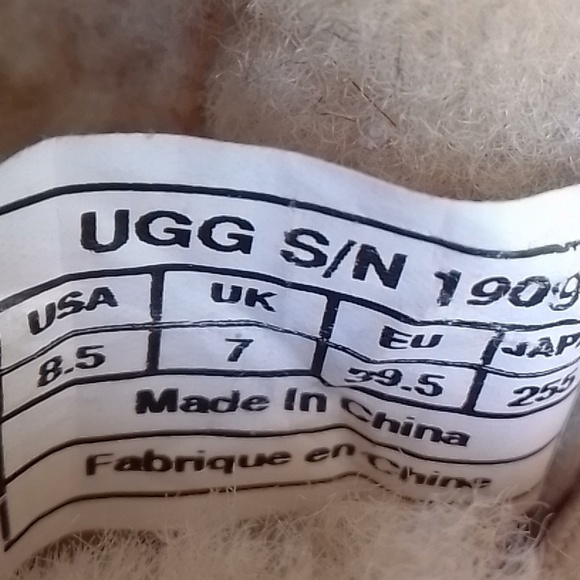 UGG S/N 1909
USA UK EU JAP
8.5 7 39.5 255
Made In China
Fabrique en Chine